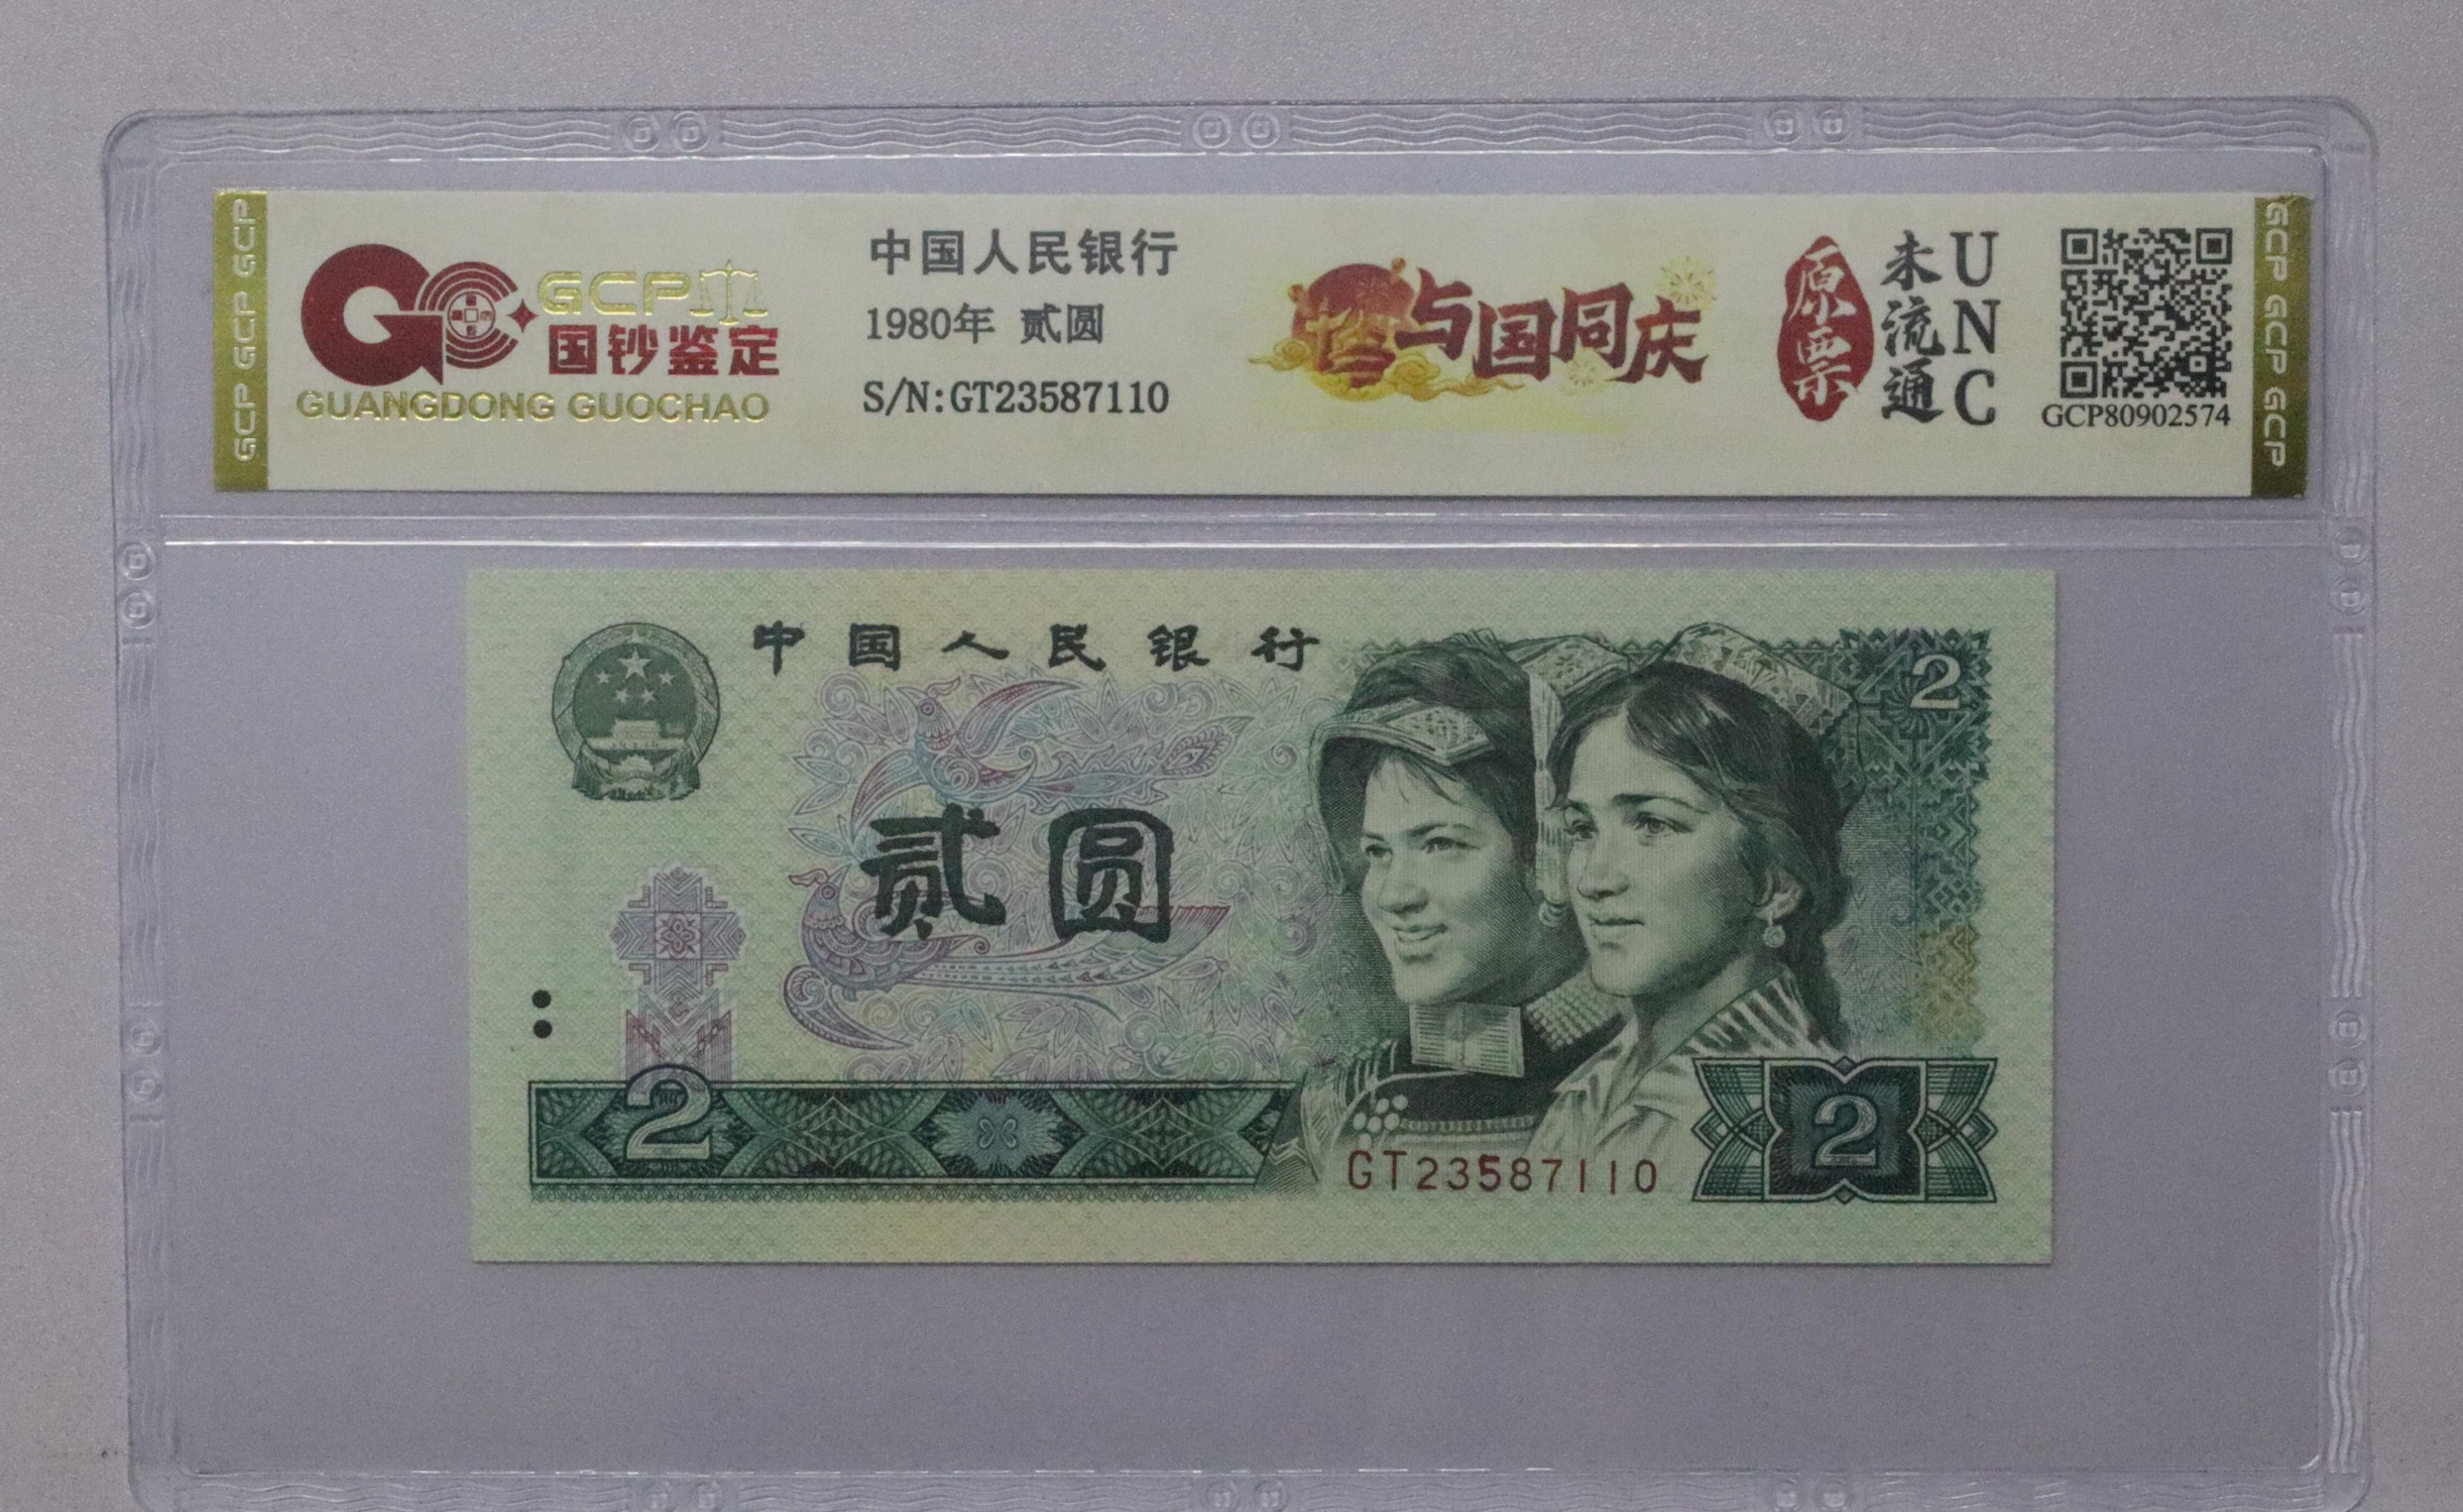 GCP GCP GCP
GCP
国钞鉴定
GUANGDONG GUOCHAO
中国人民银行
1980年 贰圆
S/N:GT23587110
与国同庆
原票
未流通
UNC
GCP80902574
GCP GCP GCP
中国人民银行
2
贰圆
2
GT23587110
2